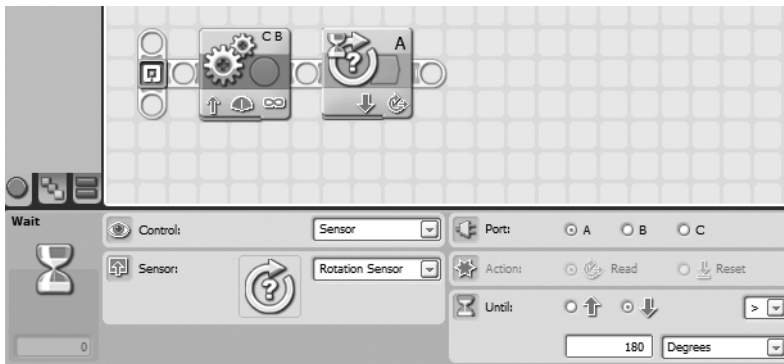 C B
A
Wait
Control:
Sensor
Port:
A
B
C
Sensor:
Rotation Sensor
Action:
Read
Reset
Until:
>
0
180
Degrees